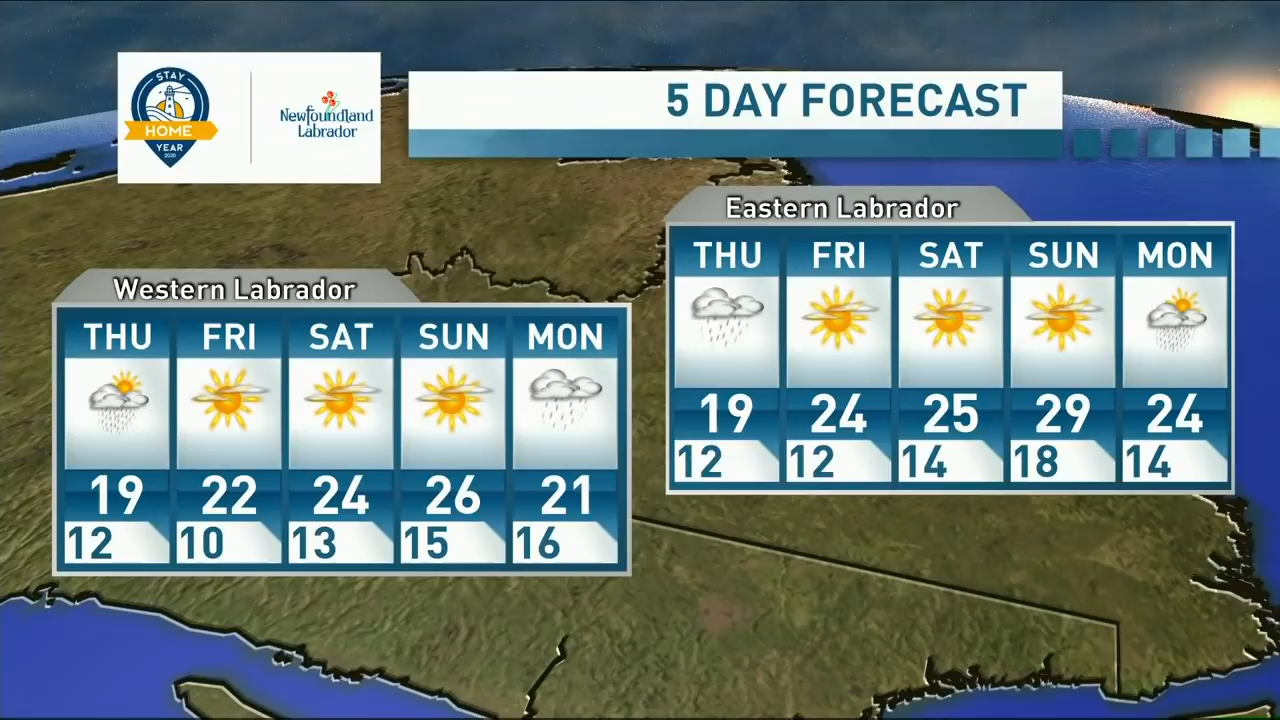 STAY
HOME
YEAR
2020
Newfoundland
Labrador
5 DAY FORECAST
Eastern Labrador
THU FRI SAT SUN MON
19 24 25 29 24
12 12 14 18 14
Western Labrador
THU FRI SAT SUN MON
19 22 24 26 21
12 10 13 15 16